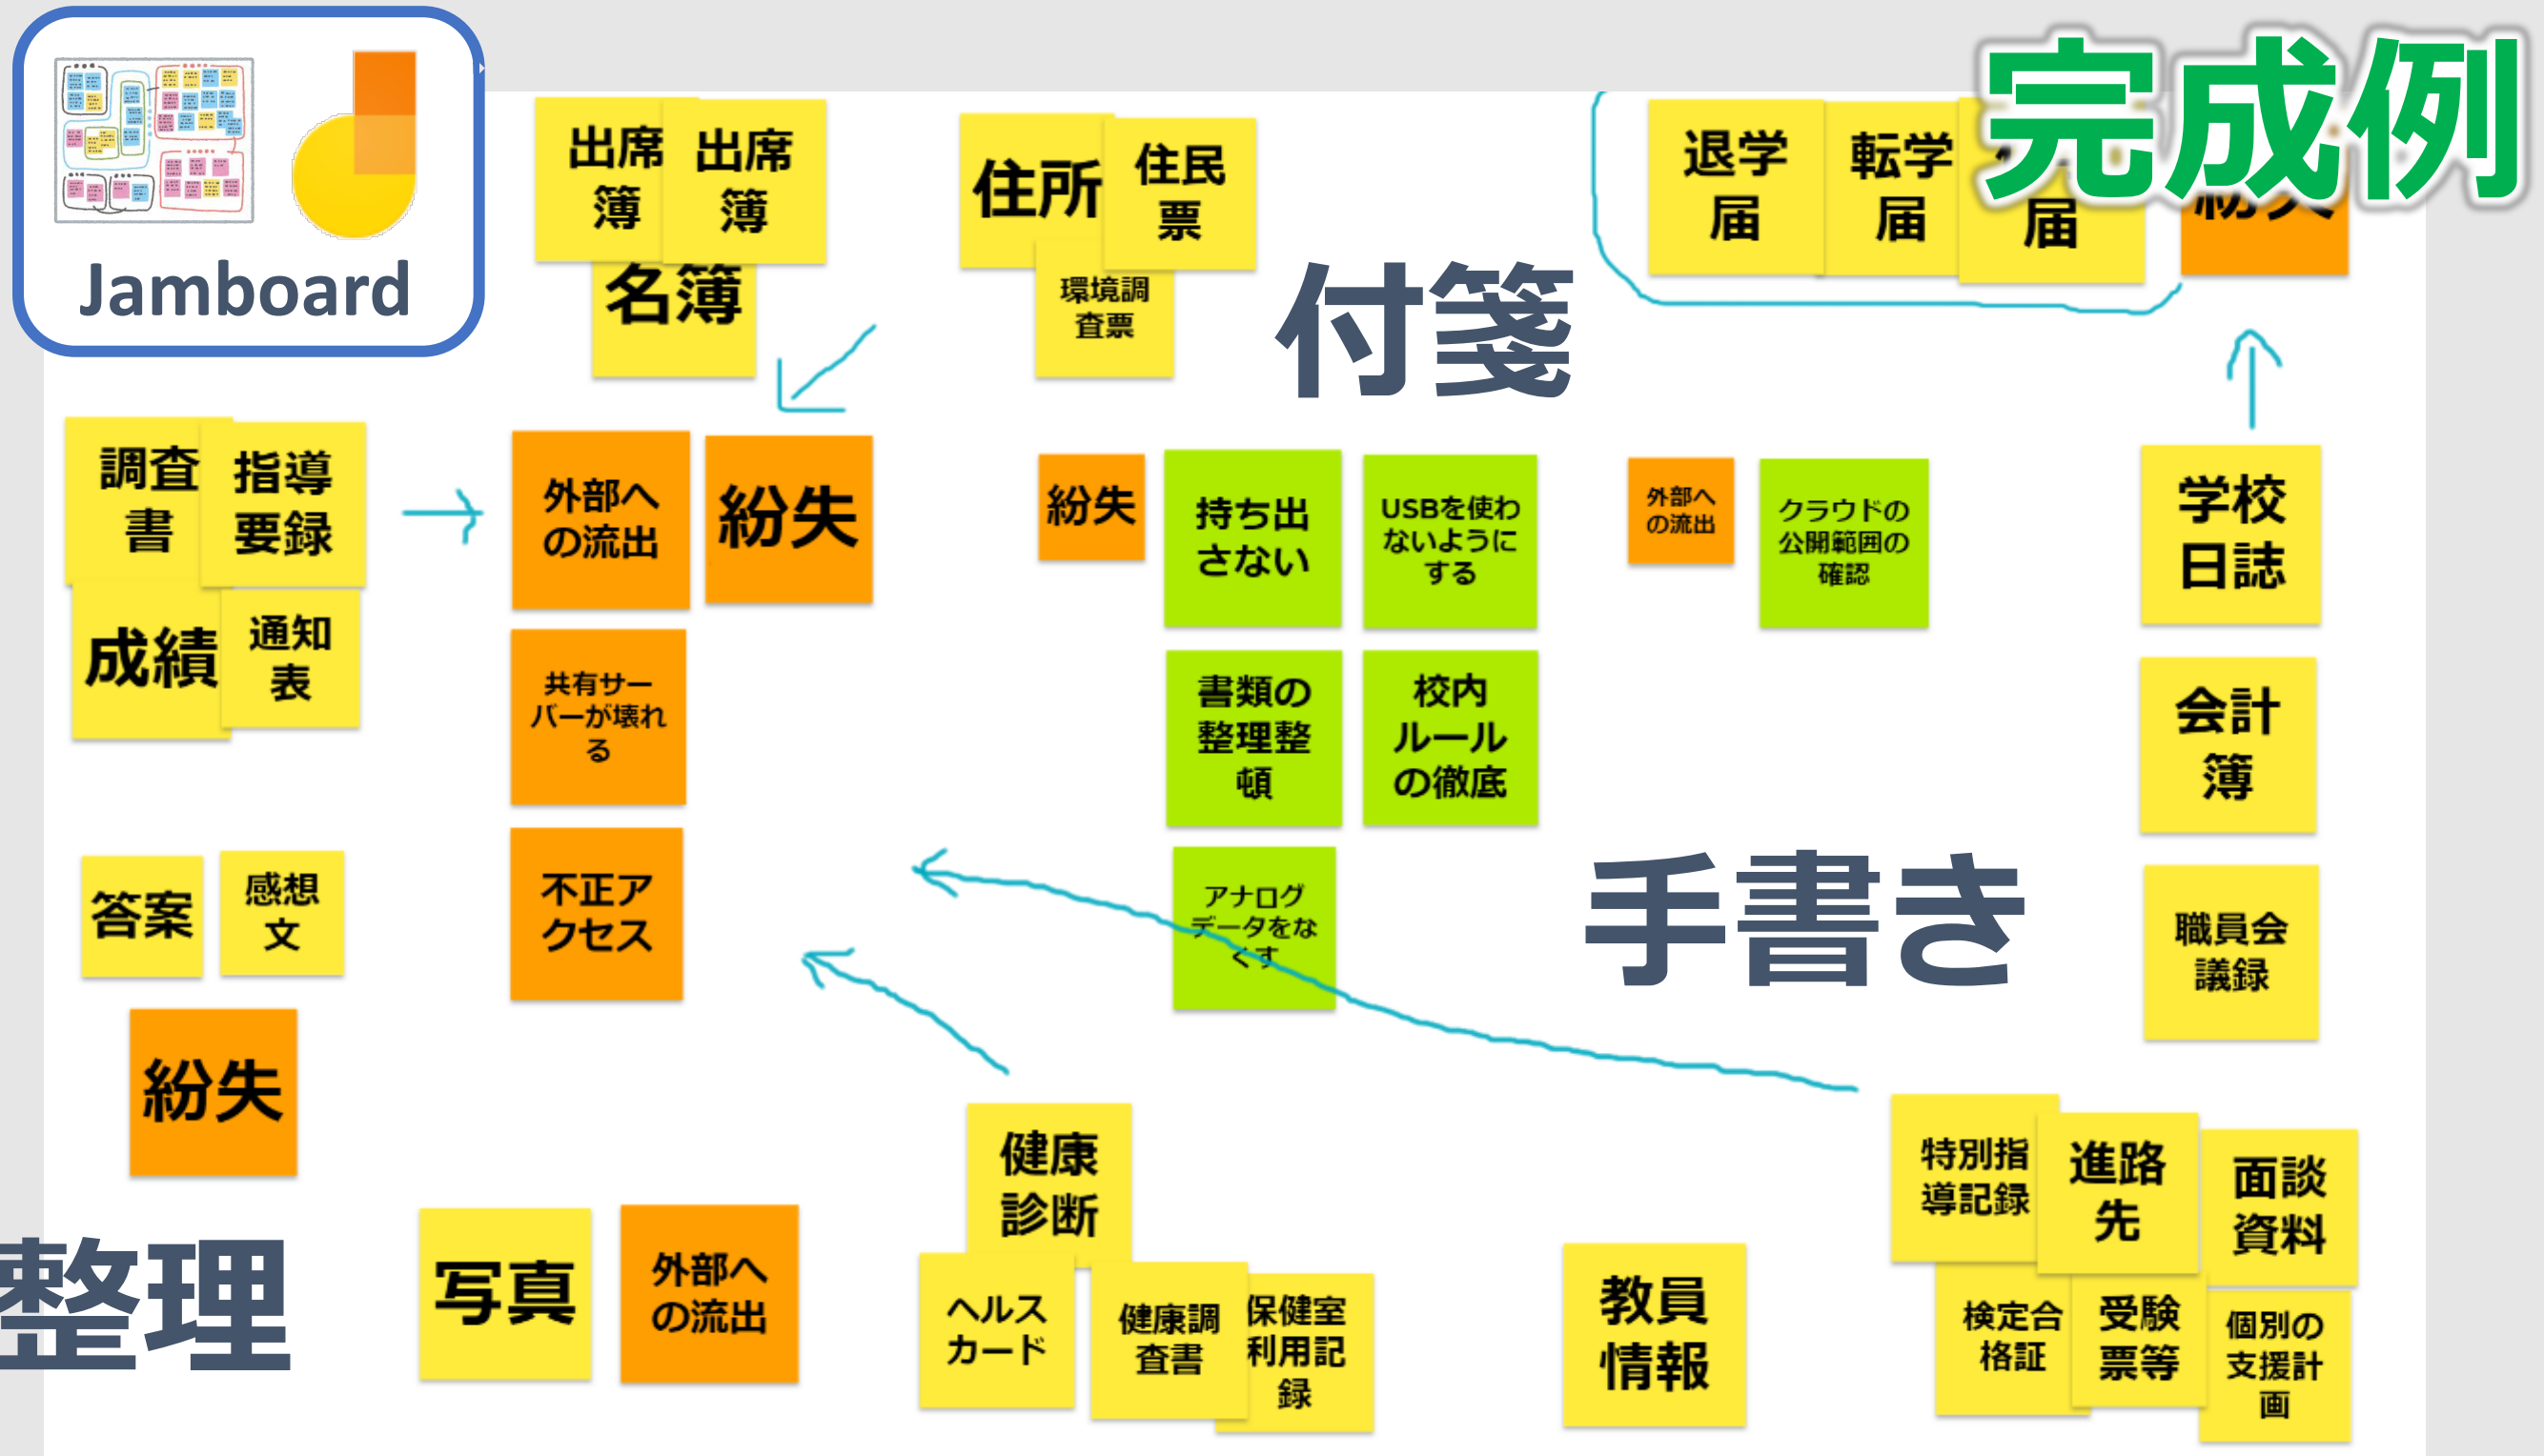 Jamboard
完成例
出席
簿
出席
簿
名簿
住所
住民
票
環境調
査票
付箋
退学
届
転学
届
届
紛失
調査
書
指導
要録
成績
通知
表
外部へ
の流出
紛失
共有サー
バーが壊れ
る
不正ア
クセス
紛失
持ち出
さない
USBを使わ
ないように
する
書類の
整理整
頓
校内
ルール
の徹底
アナログ
データをな
くす
外部へ
の流出
クラウドの
公開範囲の
確認
学校
日誌
会計
簿
職員会
議録
手書き
答案
感想
文
紛失
整理
写真
外部へ
の流出
健康
診断
ヘルス
カード
健康調
査書
保健室
利用記
録
教員
情報
特別指
導記録
進路
先
面談
資料
検定合
格証
受験
票等
個別の
支援計
画